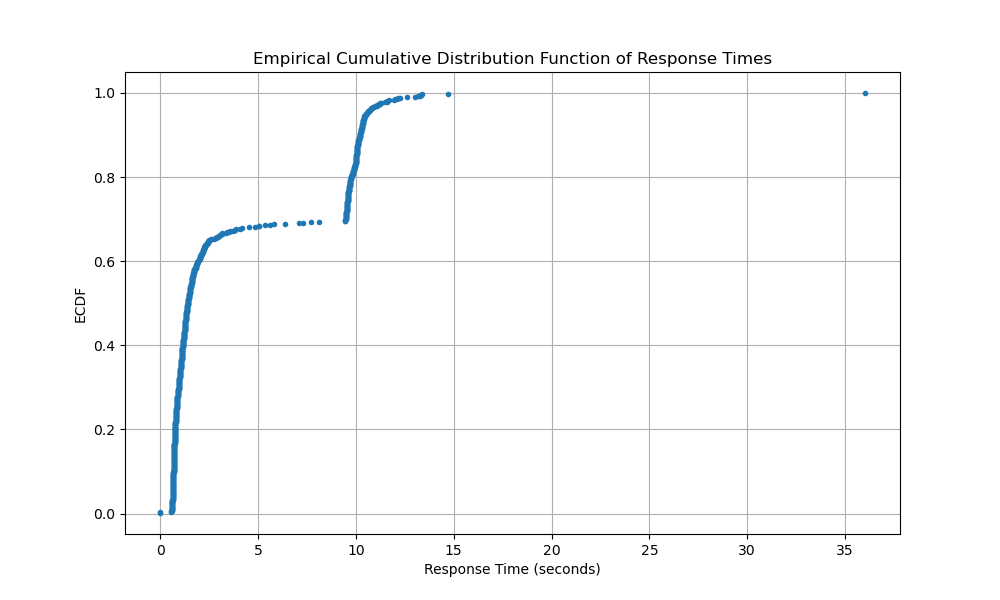 Empirical Cumulative Distribution Function of Response Times
1.0
0.8
0.6
0.4
0.2
0.0
ECDF
0 5 10 15 20 25 30 35
Response Time (seconds)